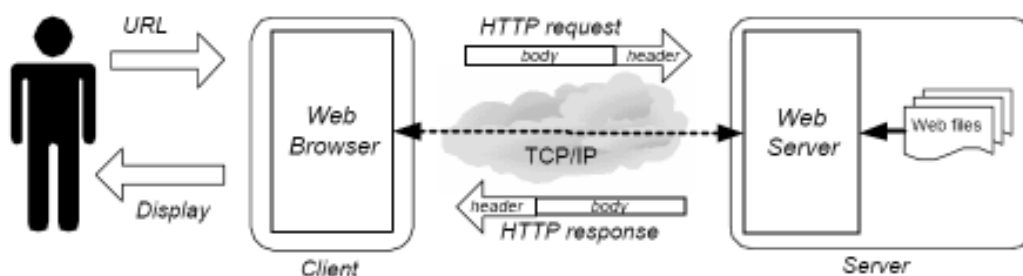 URL
HTTP request
body
header
Web
Browser
TCP/IP
Web
Server
Web files
Display
header
body
HTTP response
Client
Server